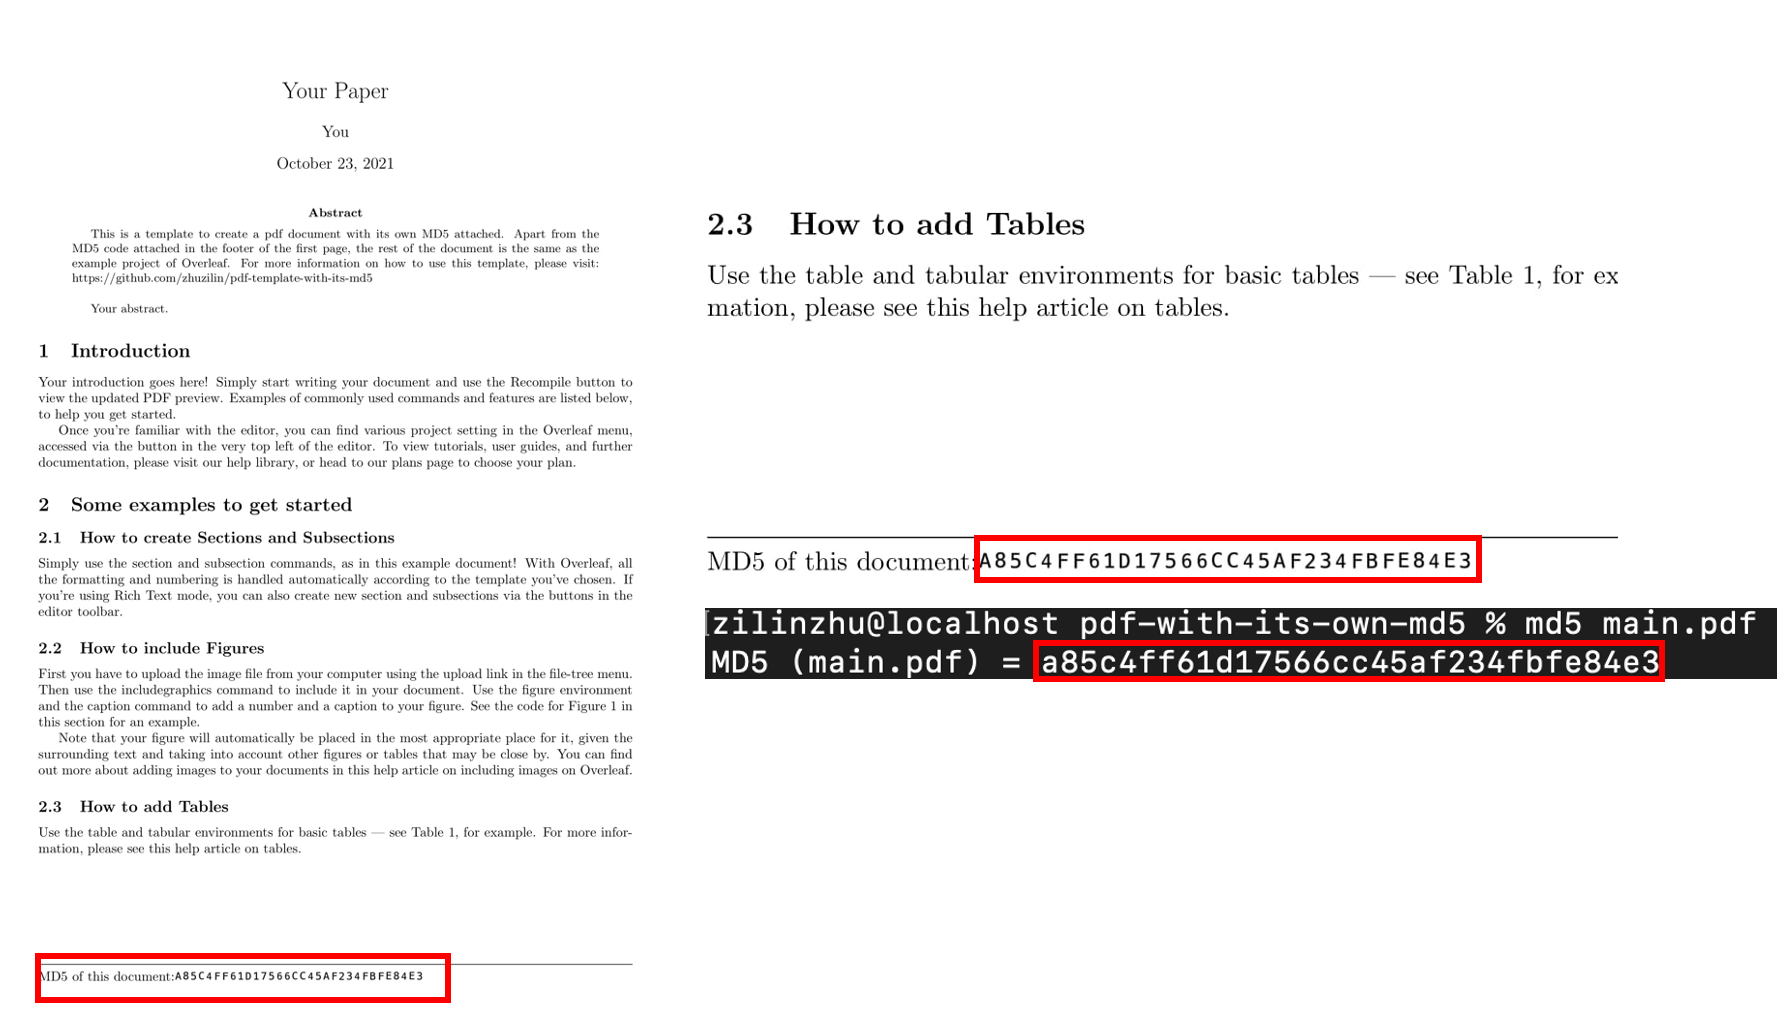 Your Paper
You
October 23, 2021
Abstract
This is a template to create a pdf document with its own MD5 attached. Apart from the
MD5 code attached in the footer of the first page, the rest of the document is the same as the
example project of Overleaf. For more information on how to use this template, please visit:
https://github.com/zhuzilin/pdf-template-with-its-md5
Your abstract.
1 Introduction
Your introduction goes here! Simply start writing your document and use the Recompile button to
view the updated PDF preview. Examples of commonly used commands and features are listed below,
to help you get started.
Once you're familiar with the editor, you can find various project setting in the Overleaf menu,
accessed via the button in the very top left of the editor. To view tutorials, user guides, and further
documentation, please visit our help library, or head to our plans page to choose your plan.
2 Some examples to get started
2.1 How to create Sections and Subsections
Simply use the section and subsection commands, as in this example document! With Overleaf, all
the formatting and numbering is handled automatically according to the template you've chosen. If
you're using Rich Text mode, you can also create new section and subsections via the buttons in the
editor toolbar.
2.2 How to include Figures
First you have to upload the image file from your computer using the upload link in the file-tree menu.
Then use the includegraphics command to include it in your document. Use the figure environment
and the caption command to add a number and a caption to your figure. See the code for Figure 1 in
this section for an example.
Note that your figure will automatically be placed in the most appropriate place for it, given the
surrounding text and taking into account other figures or tables that may be close by. You can find
out more about adding images to your documents in this help article on including images on Overleaf.
2.3 How to add Tables
Use the table and tabular environments for basic tables — see Table 1, for example. For more infor-
mation, please see this help article on tables.
MD5 of this document:A85C4FF61D17566CC45AF234FBFE84E3
2.3 How to add Tables
Use the table and tabular environments for basic tables — see Table 1, for ex
mation, please see this help article on tables.
MD5 of this document:A85C4FF61D17566CC45AF234FBFE84E3
zilinzhu@localhost pdf-with-its-own-md5 % md5 main.pdf
MD5 (main.pdf) = a85c4ff61d17566cc45af234fbfe84e3